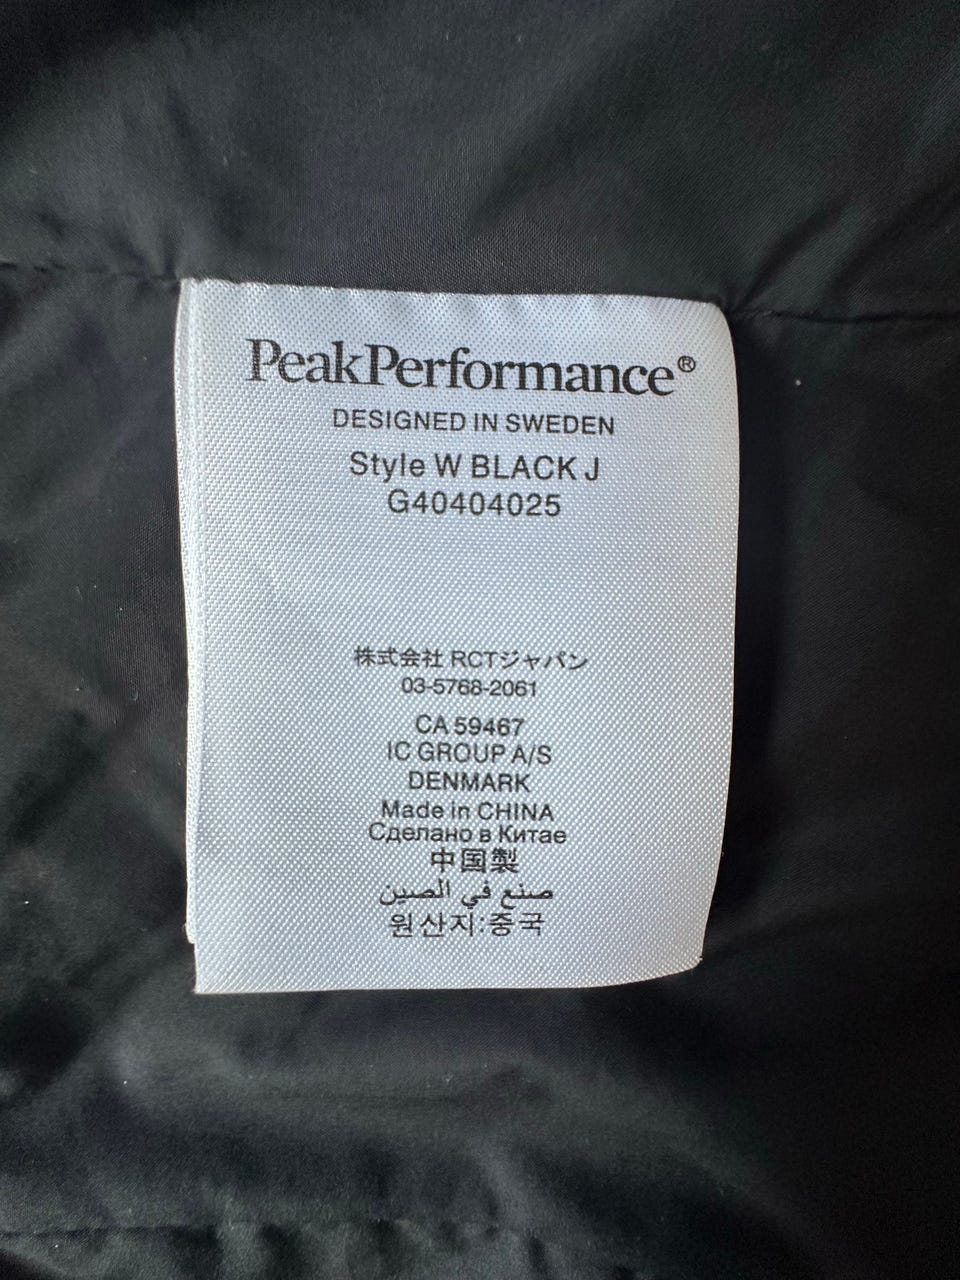 PeakPerformance®
DESIGNED IN SWEDEN
Style W BLACK J
G40404025
株式会社 RCTジャパン
03-5768-2061
CA 59467
IC GROUP A/S
DENMARK
Made in CHINA
Сделано в Китае
中国製
صنع في الصين
원산지:중국